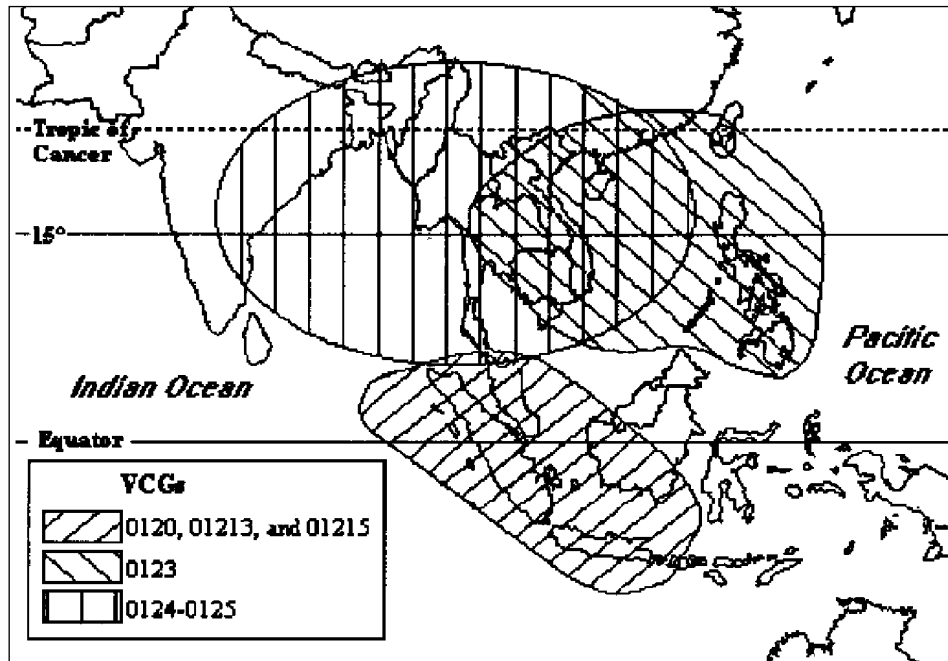 Tropic of
Cancer
15°
Pacific
Ocean
Indian Ocean
Equator
VCGs
0120, 01213, and 01215
0123
0124-0125